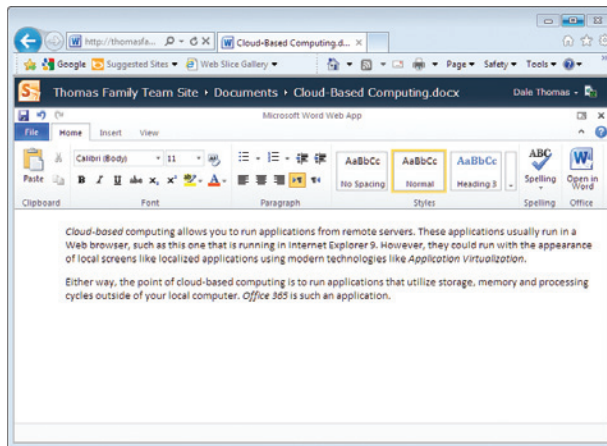 http://thomasfa...
Cloud-Based Computing.d...
Google Suggested Sites Web Slice Gallery Page Safety Tools
Thomas Family Team Site Documents Cloud-Based Computing.docx Dale Thomas
Microsoft Word Web App
File Home Insert View
Calibri (Body) 11 AaBbCc AaBbCc AaBbCc ABC
Paste B I U abc x₂ x² A No Spacing Normal Heading 3 Spelling Open in Word
Clipboard Font Paragraph Styles Spelling Office
Cloud-based computing allows you to run applications from remote servers. These applications usually run in a
Web browser, such as this one that is running in Internet Explorer 9. However, they could run with the appearance
of local screens like localized applications using modern technologies like Application Virtualization.
Either way, the point of cloud-based computing is to run applications that utilize storage, memory and processing
cycles outside of your local computer. Office 365 is such an application.